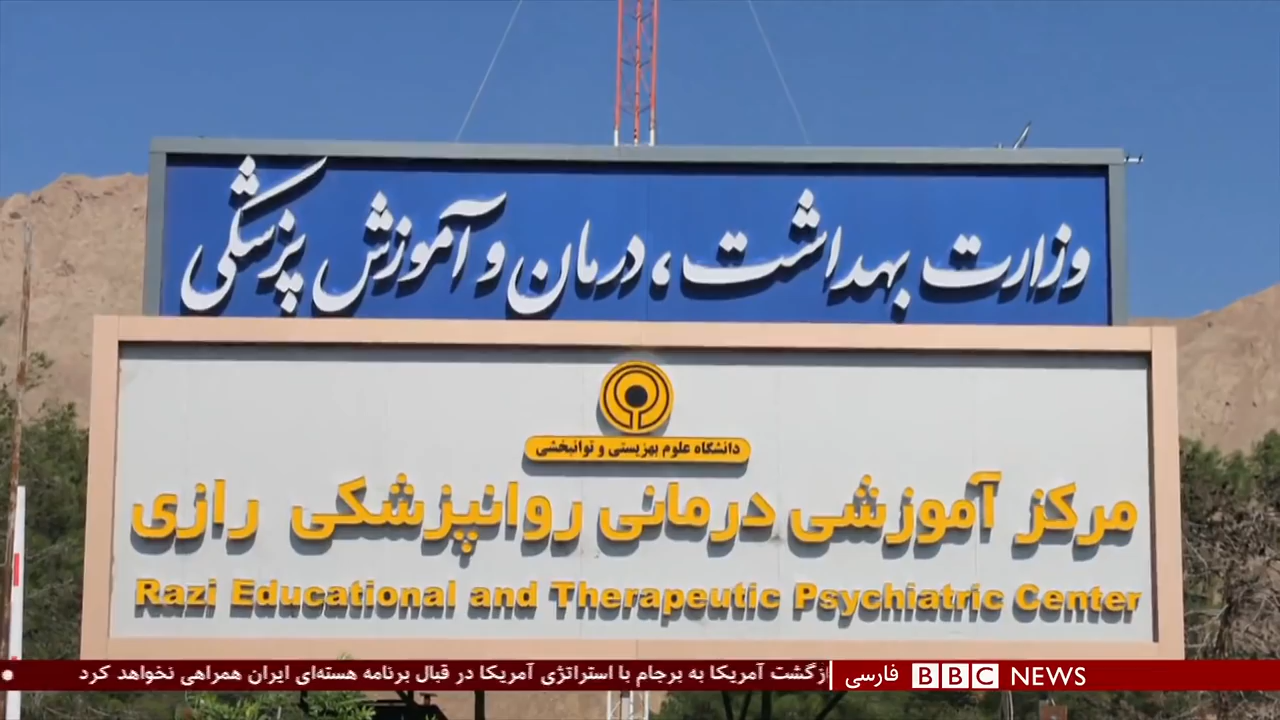 وزارت بهداشت، درمان و آموزش پزشکی
دانشگاه علوم بهزیستی و توانبخشی
مرکز آموزشی درمانی روانپزشکی رازی
Razi Educational and Therapeutic Psychiatric Center
گشت آمریکا به برجام با استراتژی آمریکا در قبال برنامه هسته‌ای ایران همراهی نخواهد کرد
BBC NEWS فارسی